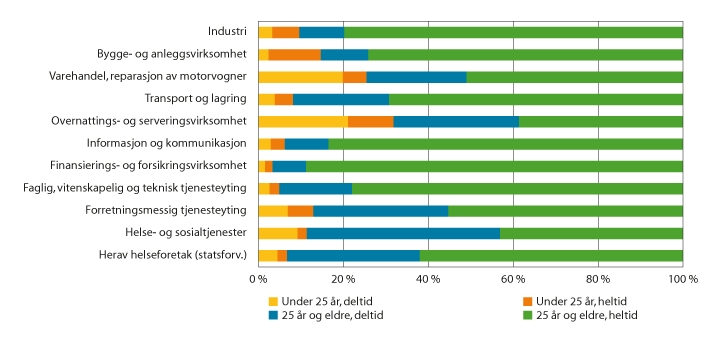 Industri
Bygge- og anleggsvirksomhet
Varehandel, reparasjon av motorvogner
Transport og lagring
Overnattings- og serveringsvirksomhet
Informasjon og kommunikasjon
Finansierings- og forsikringsvirksomhet
Faglig, vitenskapelig og teknisk tjenesteyting
Forretningsmessig tjenesteyting
Helse- og sosialtjenester
Herav helseforetak (statsforv.)
0 % 20 % 40 % 60 % 80 % 100 %
Under 25 år, deltid Under 25 år, heltid
25 år og eldre, deltid 25 år og eldre, heltid